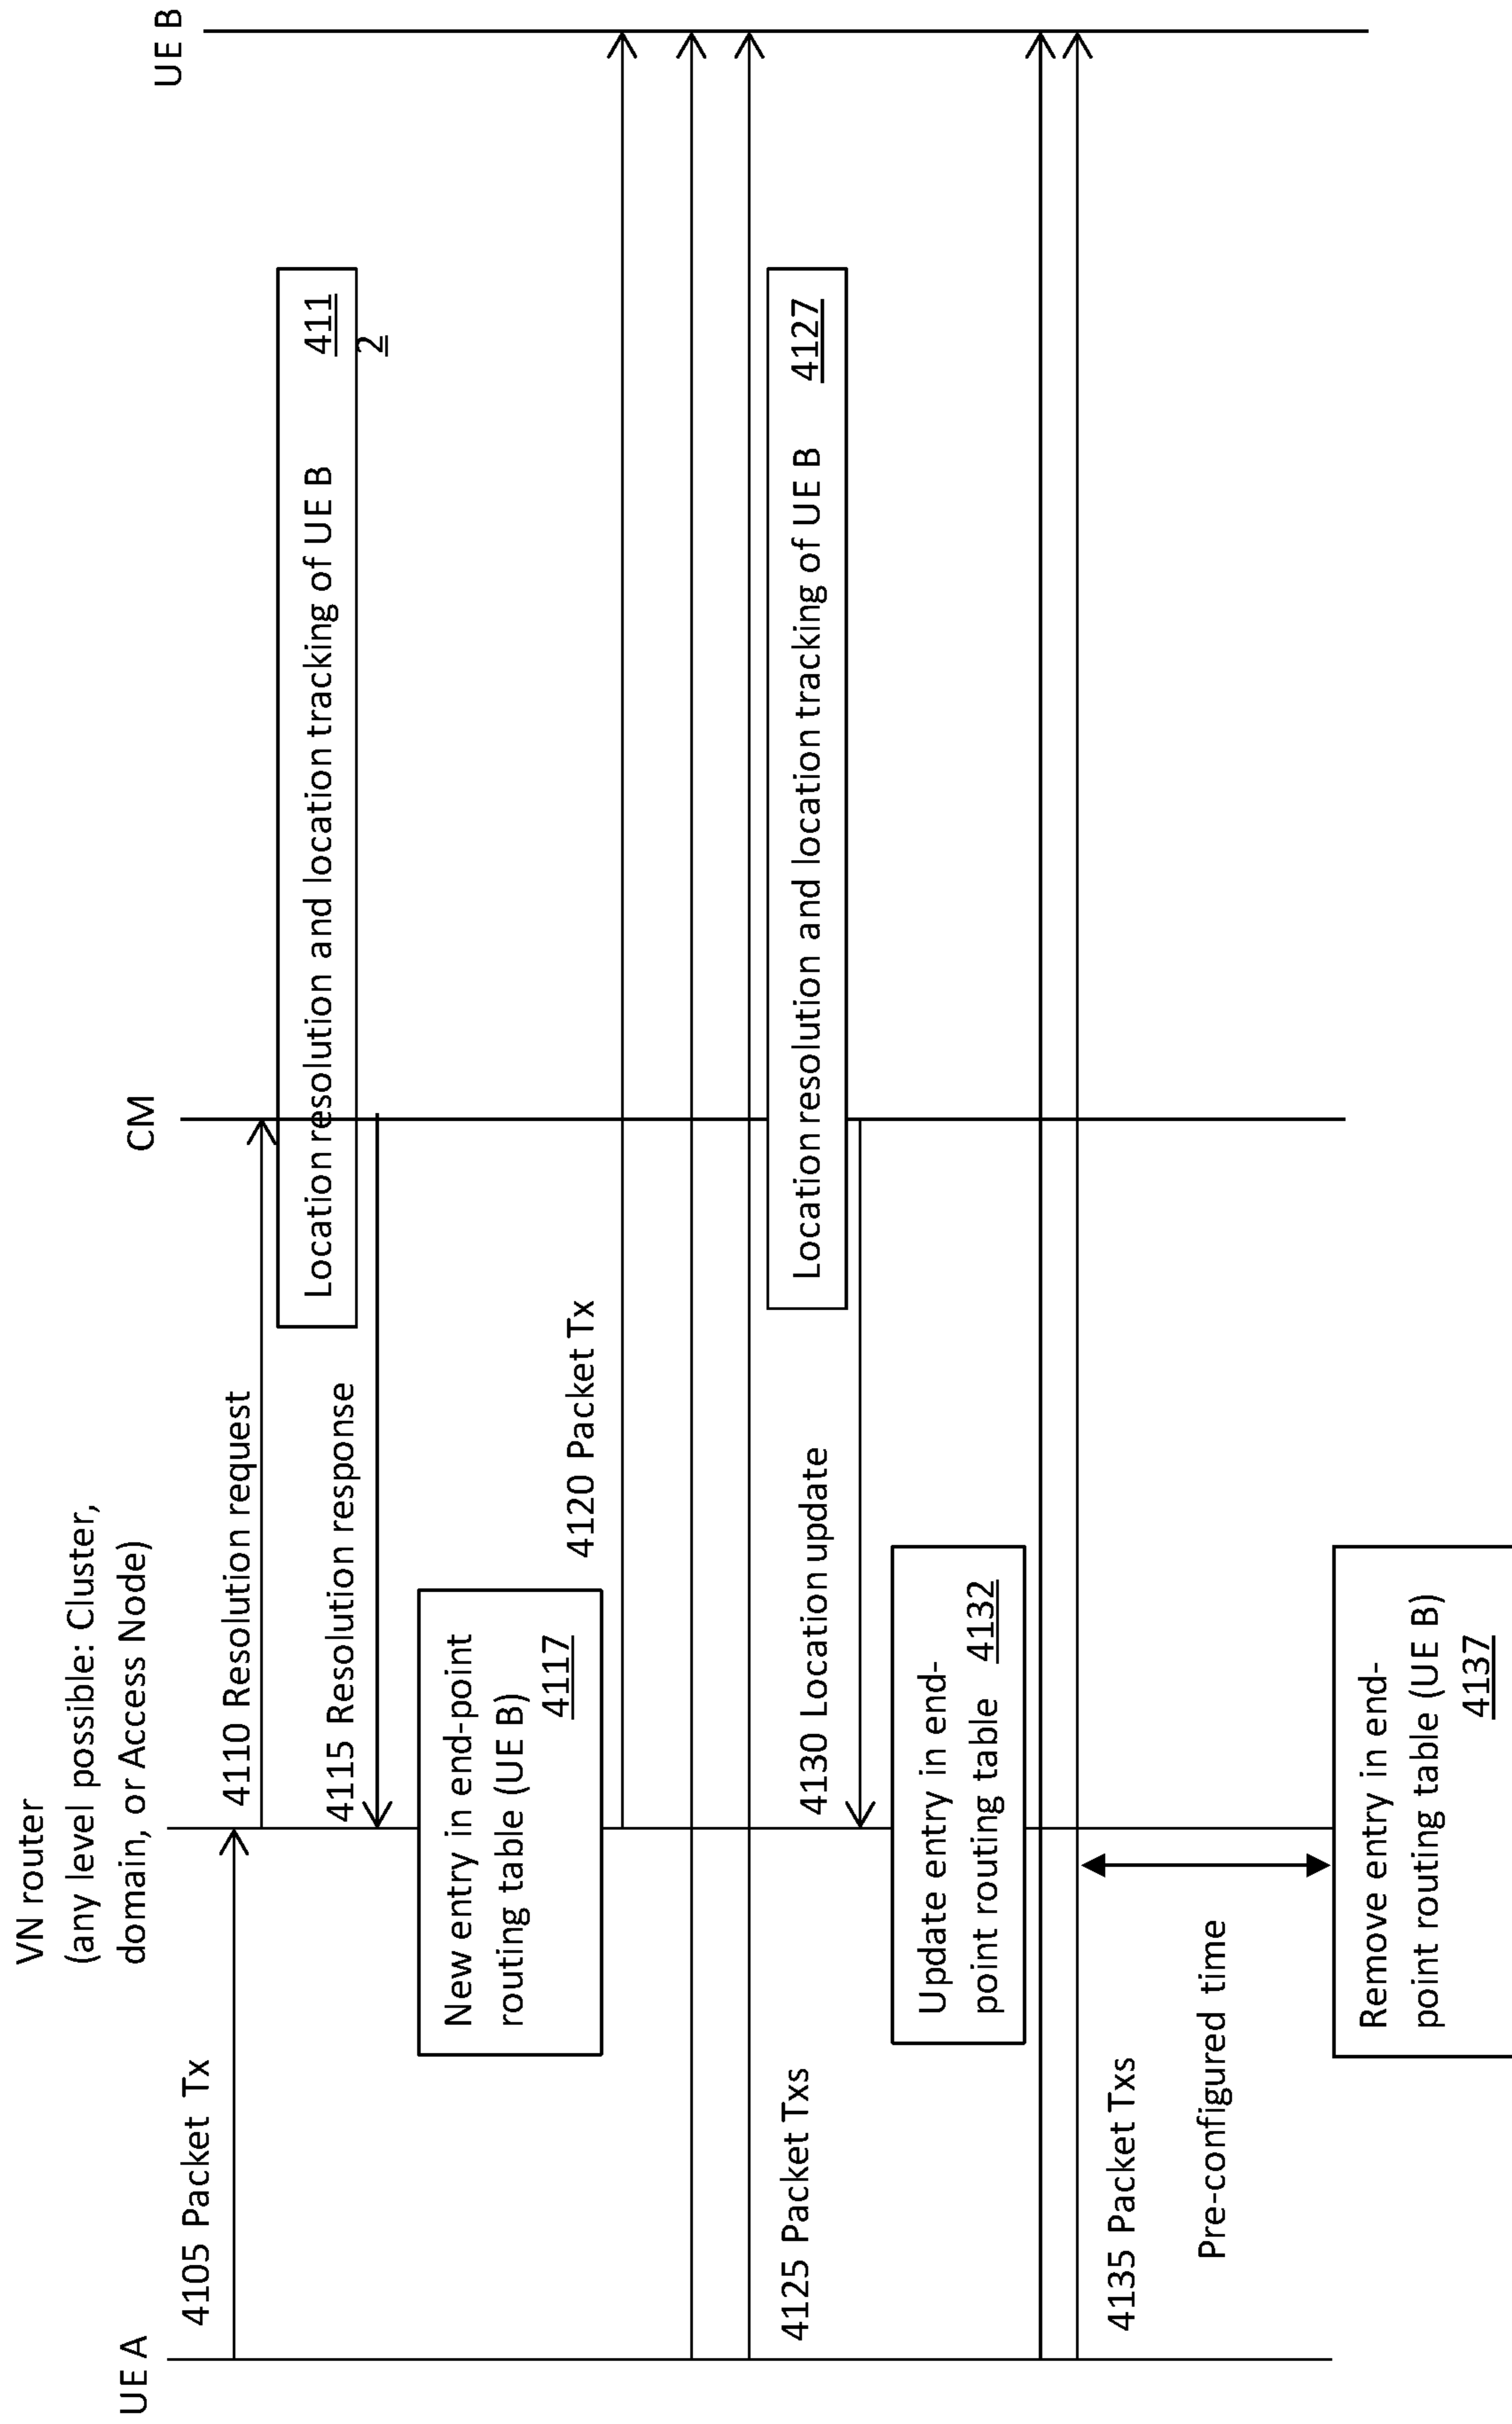 UE A
VN router
(any level possible: Cluster,
domain, or Access Node)
CM
UE B
4105 Packet Tx
4110 Resolution request
Location resolution and location tracking of UE B 411
2
4115 Resolution response
New entry in end-point
routing table (UE B)
4117
4120 Packet Tx
4125 Packet Txs
Location resolution and location tracking of UE B 4127
4130 Location update
Update entry in end-
point routing table 4132
4135 Packet Txs
Pre-configured time
Remove entry in end-
point routing table (UE B)
4137